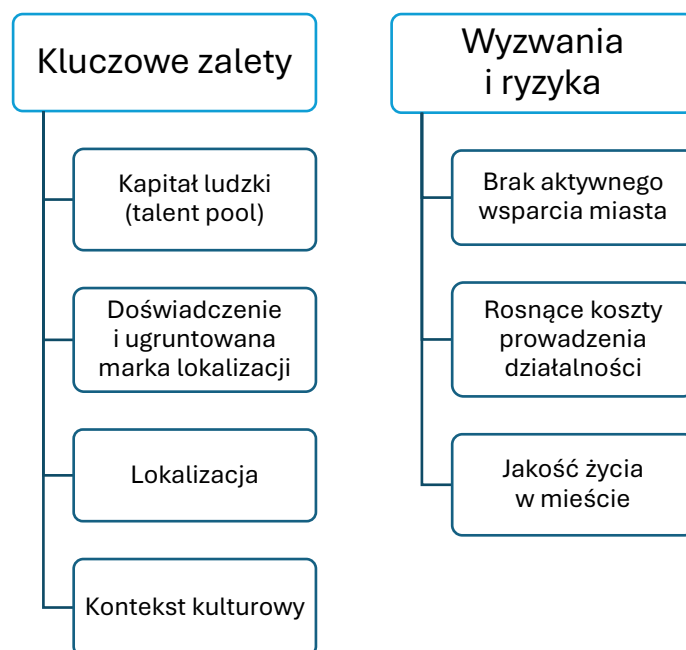 Kluczowe zalety
Kapitał ludzki
(talent pool)
Doświadczenie
i ugruntowana
marka lokalizacji
Lokalizacja
Kontekst kulturowy
Wyzwania
i ryzyka
Brak aktywnego
wsparcia miasta
Rosnące koszty
prowadzenia
działalności
Jakość życia
w mieście